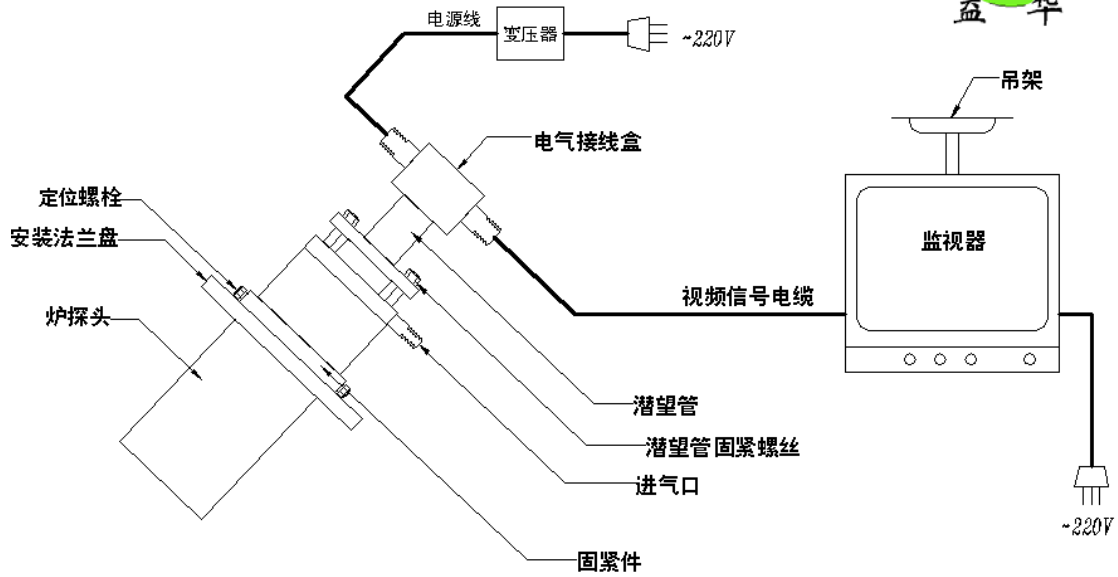 益 华
电源线
变压器
~220V
吊架
电气接线盒
定位螺栓
安装法兰盘
监视器
视频信号电缆
炉探头
潜望管
潜望管固紧螺丝
进气口
~220V
固紧件